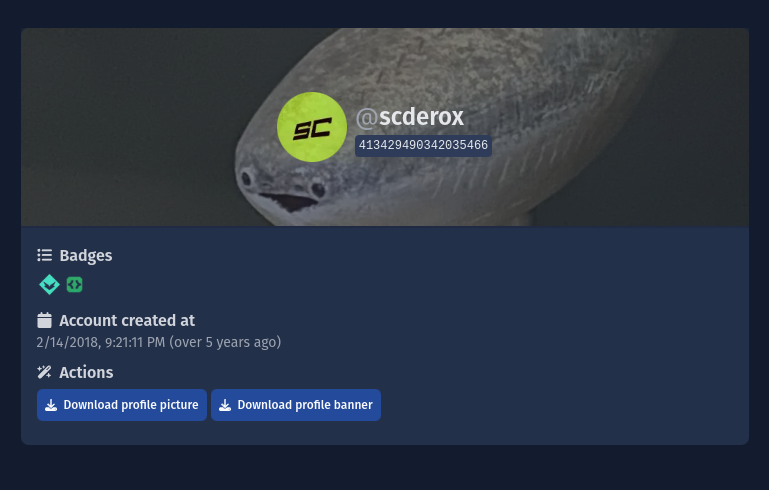 SC
@scderox
413429490342035466
Badges
Account created at
2/14/2018, 9:21:11 PM (over 5 years ago)
Actions
Download profile picture
Download profile banner